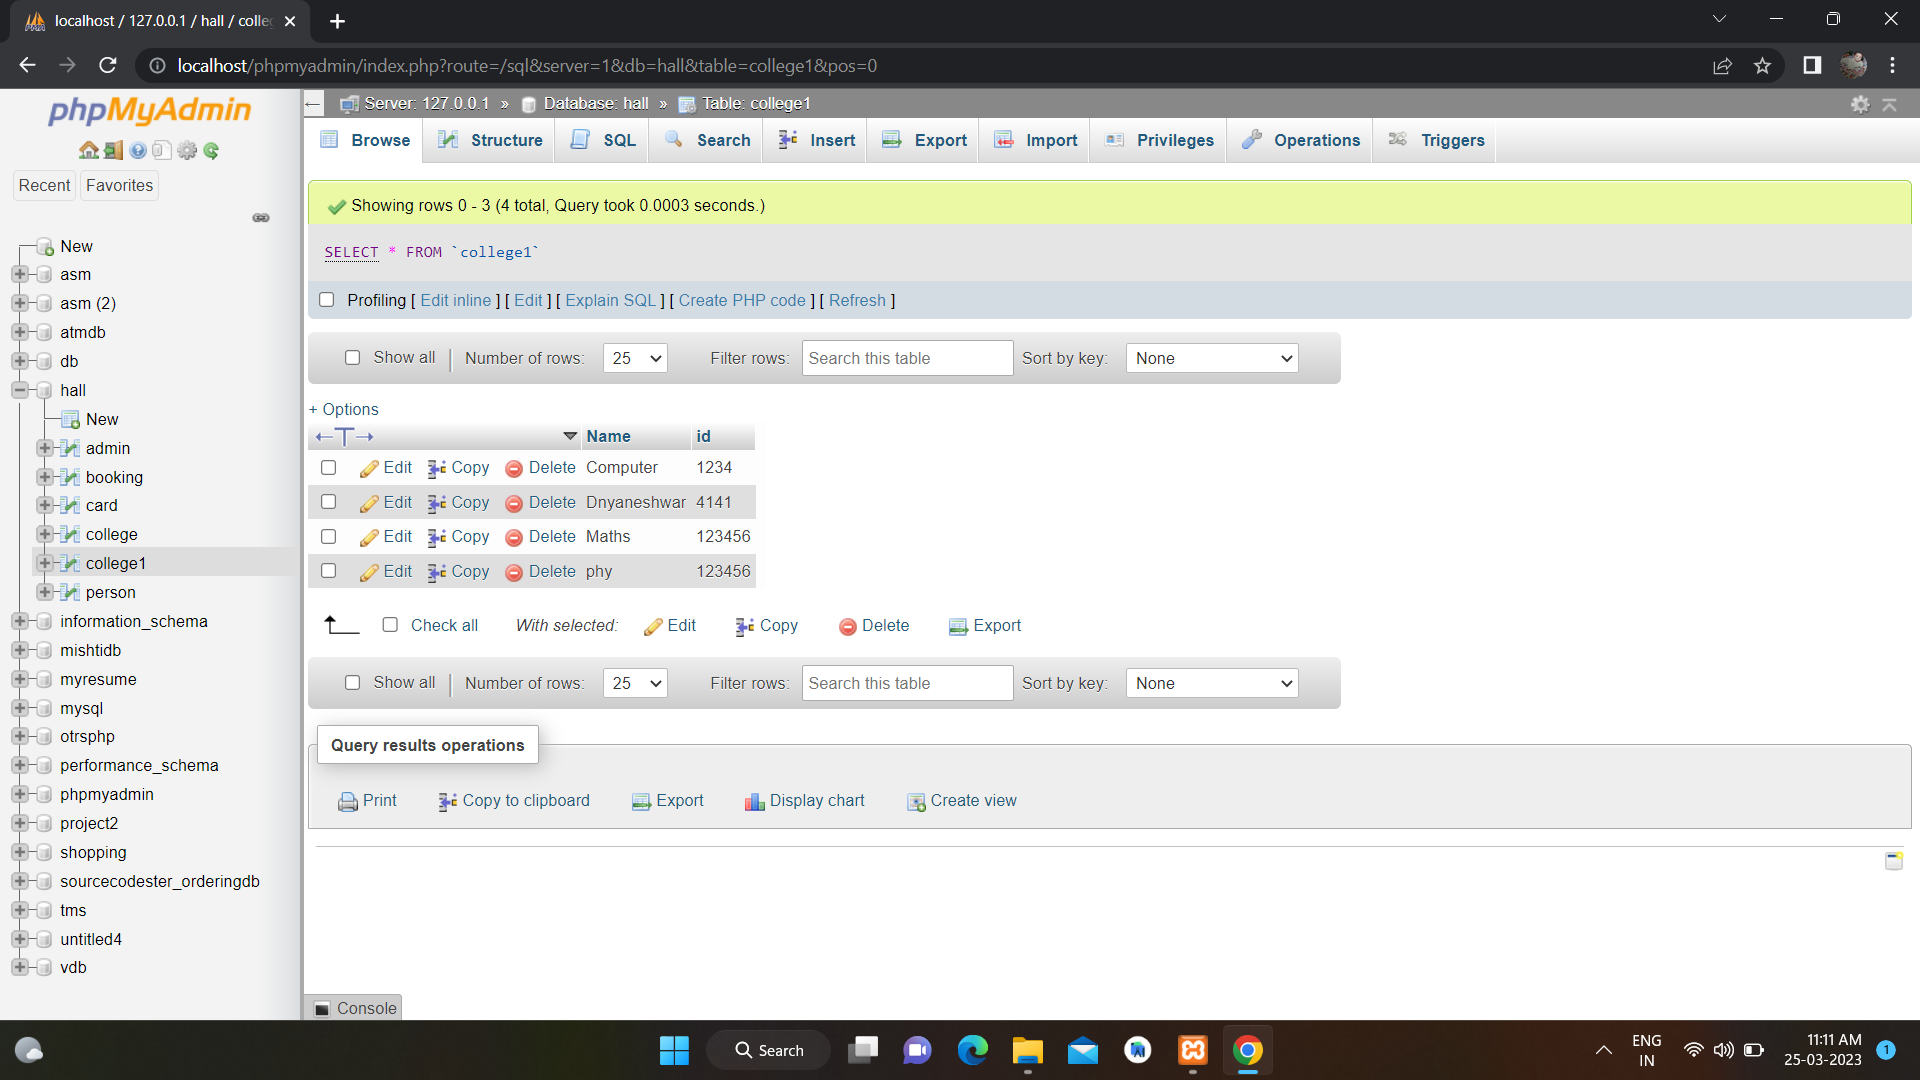 localhost / 127.0.0.1 / hall / colle
localhost/phpmyadmin/index.php?route=/sql&server=1&db=hall&table=college1&pos=0
phpMyAdmin
Recent Favorites
New
asm
asm (2)
atmdb
db
hall
New
admin
booking
card
college
college1
person
information_schema
mishtidb
myresume
mysql
otrsphp
performance_schema
phpmyadmin
project2
shopping
sourcecodester_orderingdb
tms
untitled4
vdb
Server: 127.0.0.1 » Database: hall » Table: college1
Browse Structure SQL Search Insert Export Import Privileges Operations Triggers
Showing rows 0 - 3 (4 total, Query took 0.0003 seconds.)
SELECT * FROM `college1`
Profiling [ Edit inline ] [ Edit ] [ Explain SQL ] [ Create PHP code ] [ Refresh ]
Show all | Number of rows: 25 Filter rows: Search this table Sort by key: None
+ Options
←T→ Name id
Edit Copy Delete Computer 1234
Edit Copy Delete Dnyaneshwar 4141
Edit Copy Delete Maths 123456
Edit Copy Delete phy 123456
Check all With selected: Edit Copy Delete Export
Show all | Number of rows: 25 Filter rows: Search this table Sort by key: None
Query results operations
Print Copy to clipboard Export Display chart Create view
Console
Search
ENG
IN
11:11 AM
25-03-2023
1